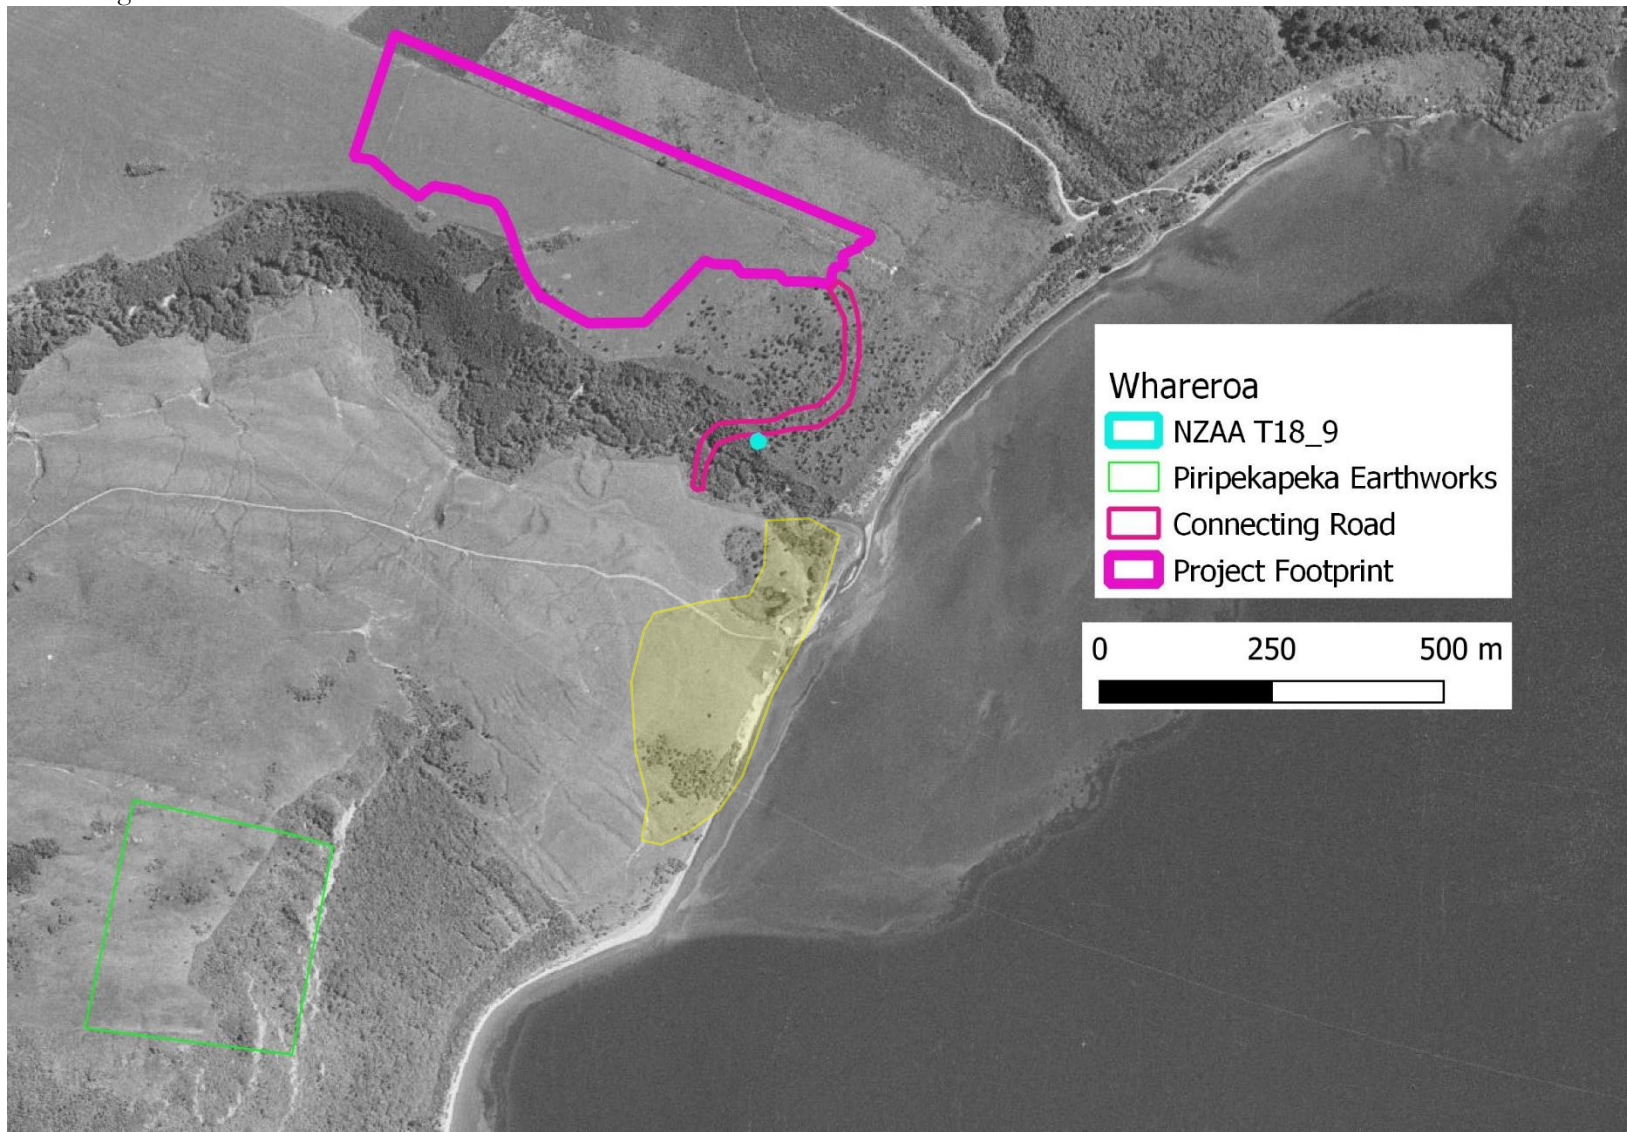 Whareroa
NZAA T18_9
Piripekapeka Earthworks
Connecting Road
Project Footprint
0 250 500 m